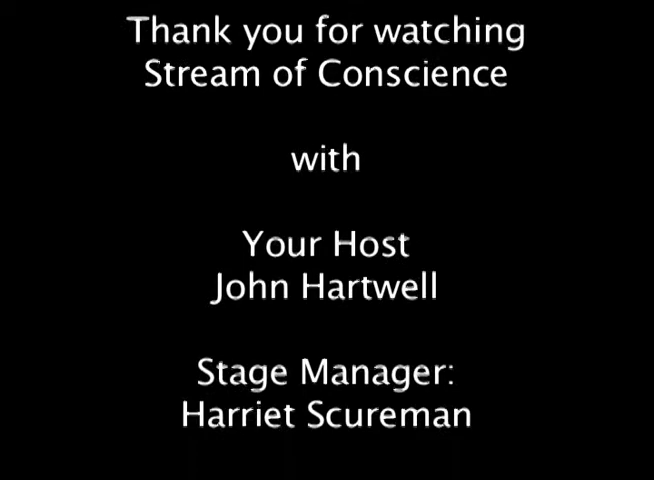 Thank you for watching
Stream of Conscience
with
Your Host
John Hartwell
Stage Manager:
Harriet Scureman